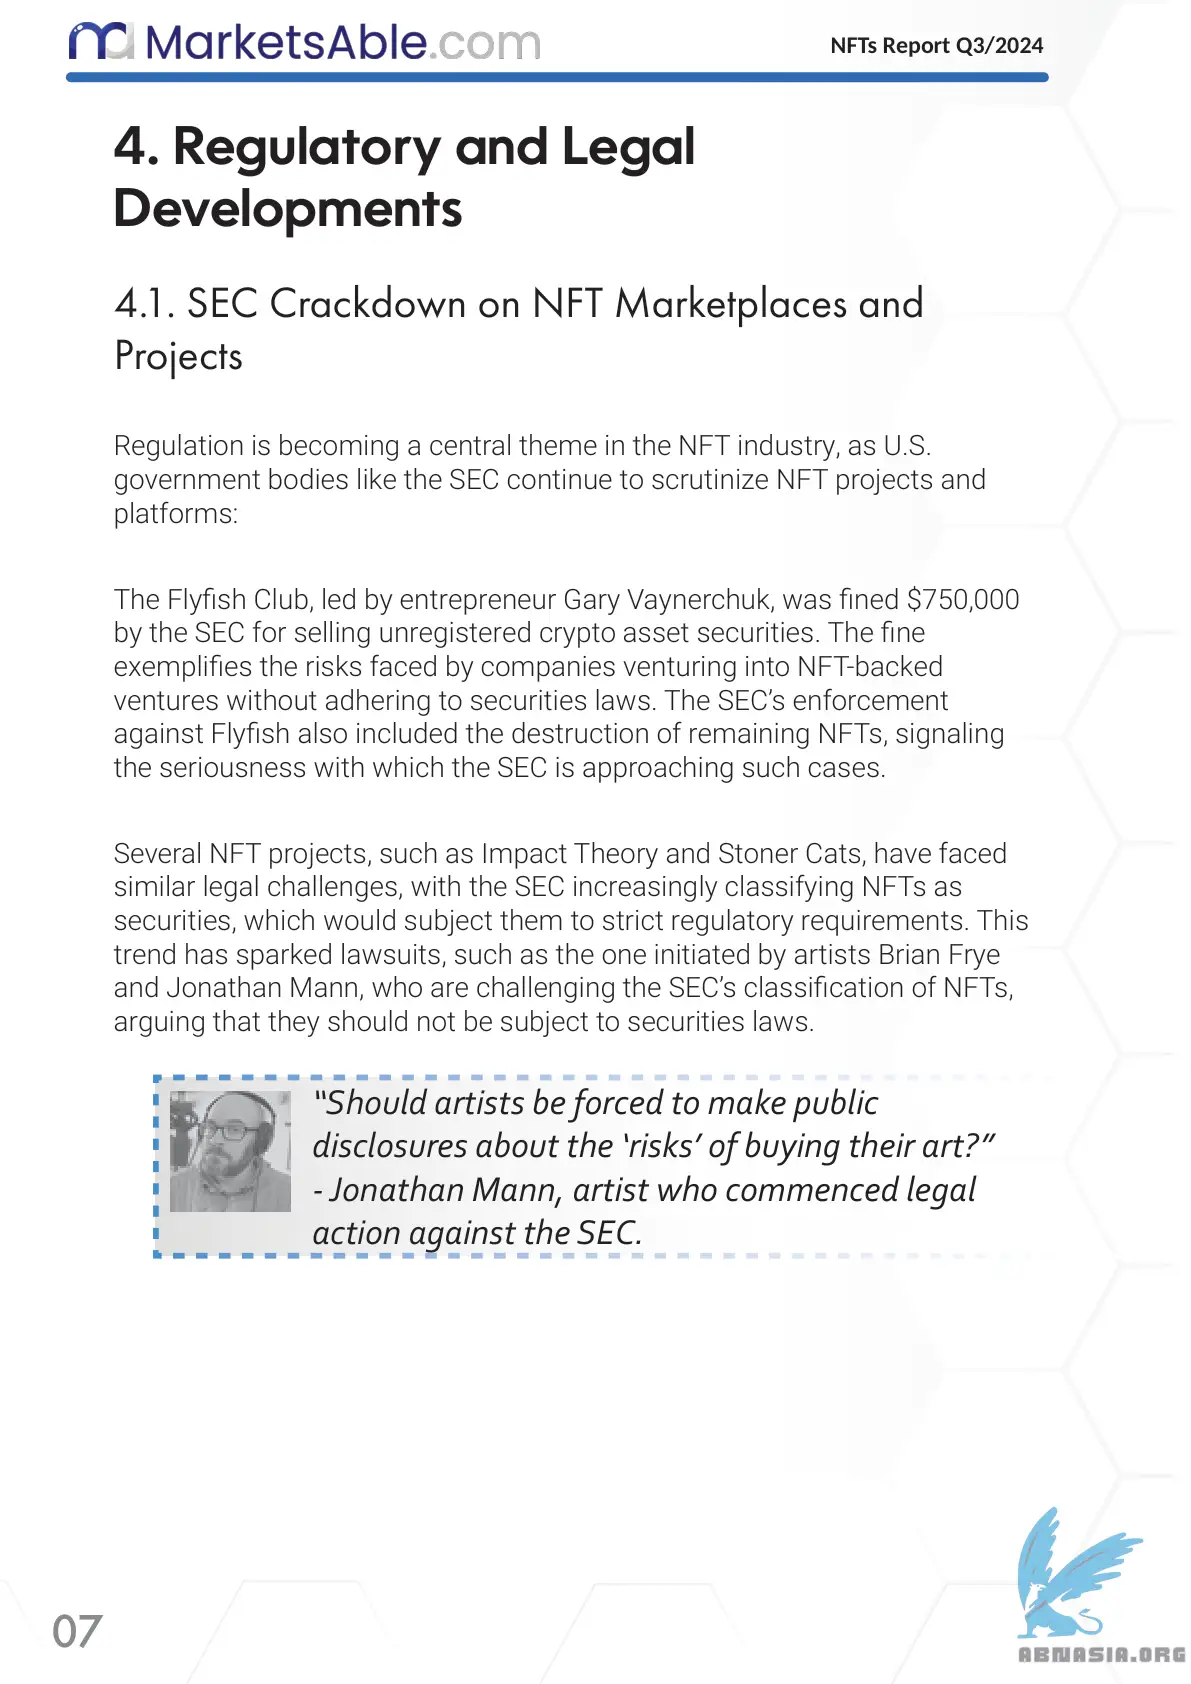 MarketsAble.com
NFTs Report Q3/2024
4. Regulatory and Legal
Developments
4.1. SEC Crackdown on NFT Marketplaces and
Projects
Regulation is becoming a central theme in the NFT industry, as U.S.
government bodies like the SEC continue to scrutinize NFT projects and
platforms:
The Flyfish Club, led by entrepreneur Gary Vaynerchuk, was fined $750,000
by the SEC for selling unregistered crypto asset securities. The fine
exemplifies the risks faced by companies venturing into NFT-backed
ventures without adhering to securities laws. The SEC’s enforcement
against Flyfish also included the destruction of remaining NFTs, signaling
the seriousness with which the SEC is approaching such cases.
Several NFT projects, such as Impact Theory and Stoner Cats, have faced
similar legal challenges, with the SEC increasingly classifying NFTs as
securities, which would subject them to strict regulatory requirements. This
trend has sparked lawsuits, such as the one initiated by artists Brian Frye
and Jonathan Mann, who are challenging the SEC’s classification of NFTs,
arguing that they should not be subject to securities laws.
“Should artists be forced to make public
disclosures about the ‘risks’ of buying their art?”
- Jonathan Mann, artist who commenced legal
action against the SEC.
07
ABNASIA.ORG